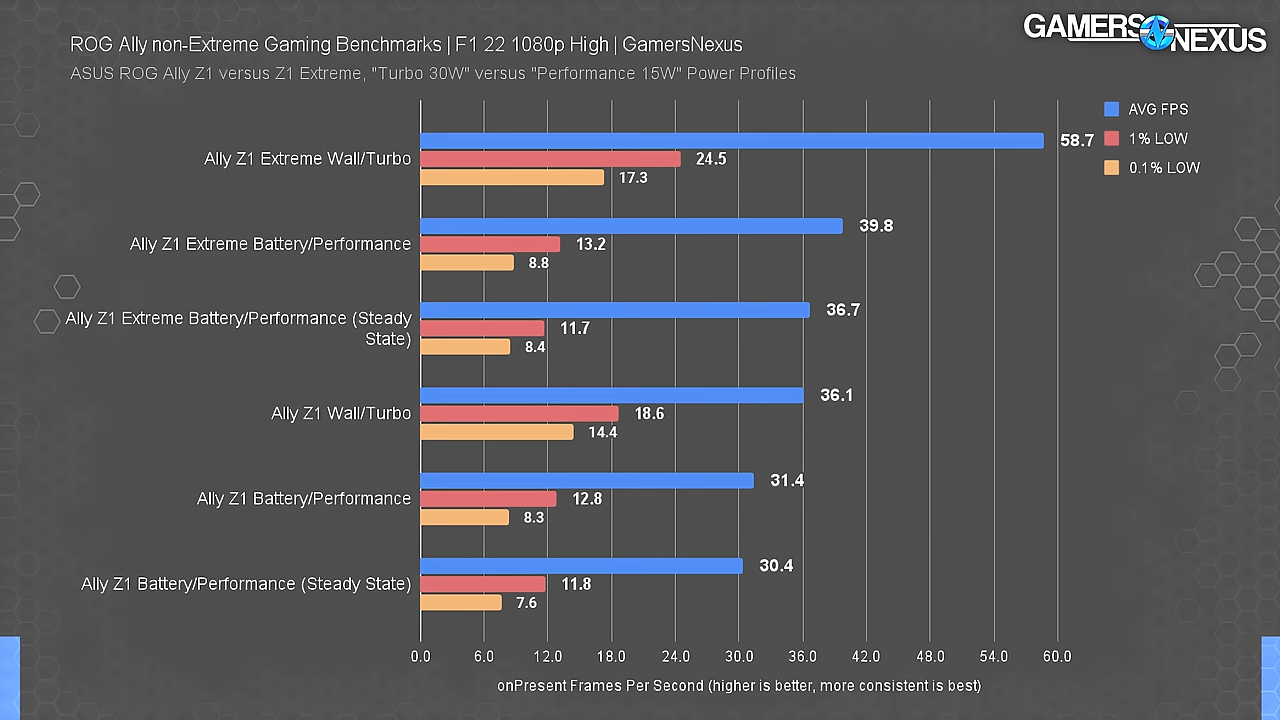 ROG Ally non-Extreme Gaming Benchmarks | F1 22 1080p High | GamersNexus
GAMERS NEXUS
ASUS ROG Ally Z1 versus Z1 Extreme, "Turbo 30W" versus "Performance 15W" Power Profiles
AVG FPS
1% LOW
0.1% LOW
Ally Z1 Extreme Wall/Turbo
58.7
24.5
17.3
Ally Z1 Extreme Battery/Performance
39.8
13.2
8.8
Ally Z1 Extreme Battery/Performance (Steady
State)
36.7
11.7
8.4
Ally Z1 Wall/Turbo
36.1
18.6
14.4
Ally Z1 Battery/Performance
31.4
12.8
8.3
Ally Z1 Battery/Performance (Steady State)
30.4
11.8
7.6
0.0 6.0 12.0 18.0 24.0 30.0 36.0 42.0 48.0 54.0 60.0
onPresent Frames Per Second (higher is better, more consistent is best)